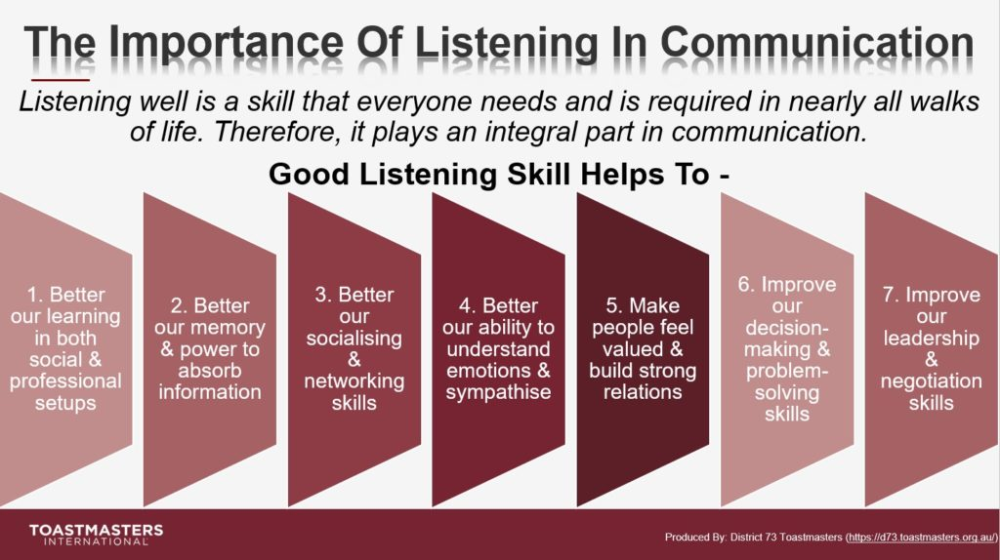 The Importance Of Listening In Communication
Listening well is a skill that everyone needs and is required in nearly all walks
of life. Therefore, it plays an integral part in communication.
Good Listening Skill Helps To -
1. Better
our learning
in both
social &
professional
setups
2. Better
our memory
& power to
absorb
information
3. Better
our
socialising
&
networking
skills
4. Better
our ability to
understand
emotions &
sympathise
5. Make
people feel
valued &
build strong
relations
6. Improve
our
decision-
making &
problem-
solving
skills
7. Improve
our
leadership
&
negotiation
skills
TOASTMASTERS
INTERNATIONAL
Produced By: District 73 Toastmasters (https://d73.toastmasters.org.au/)